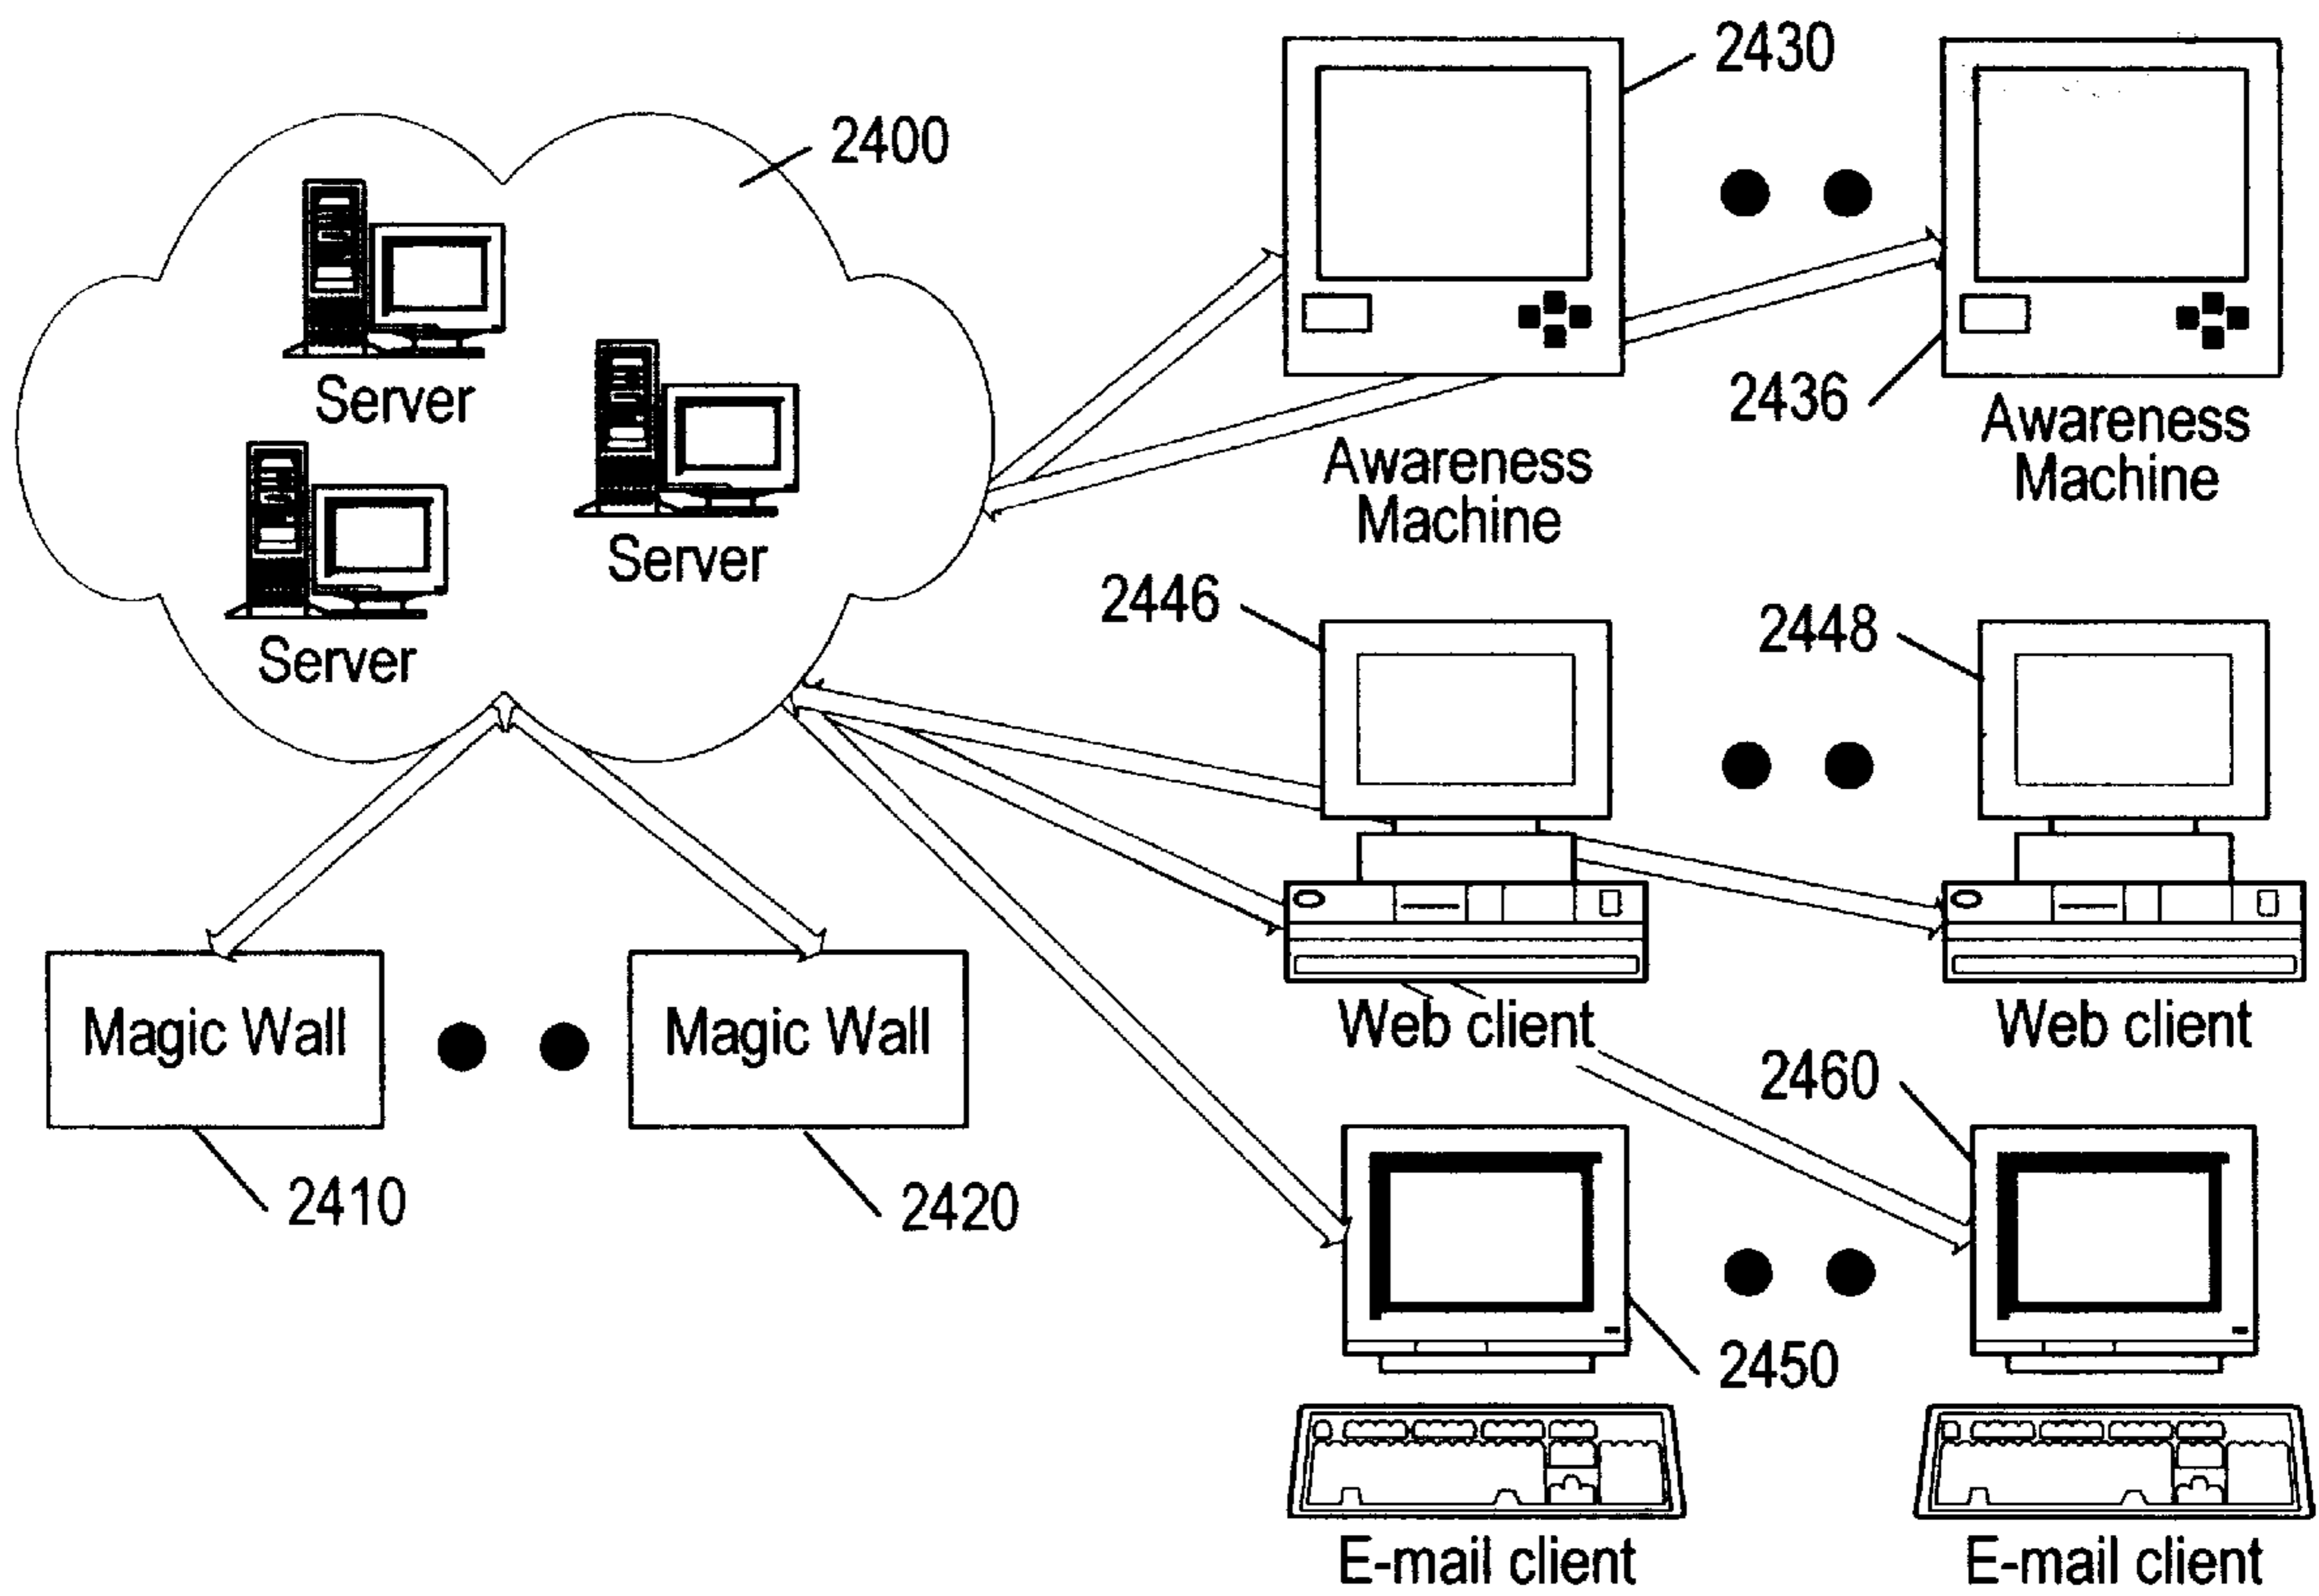 2430
2400
Server
2436
Awareness
Machine
Awareness
Machine
Server
2446
2448
Server
Web client
Web client
Magic Wall
Magic Wall
2460
2410
2420
2450
E-mail client
E-mail client